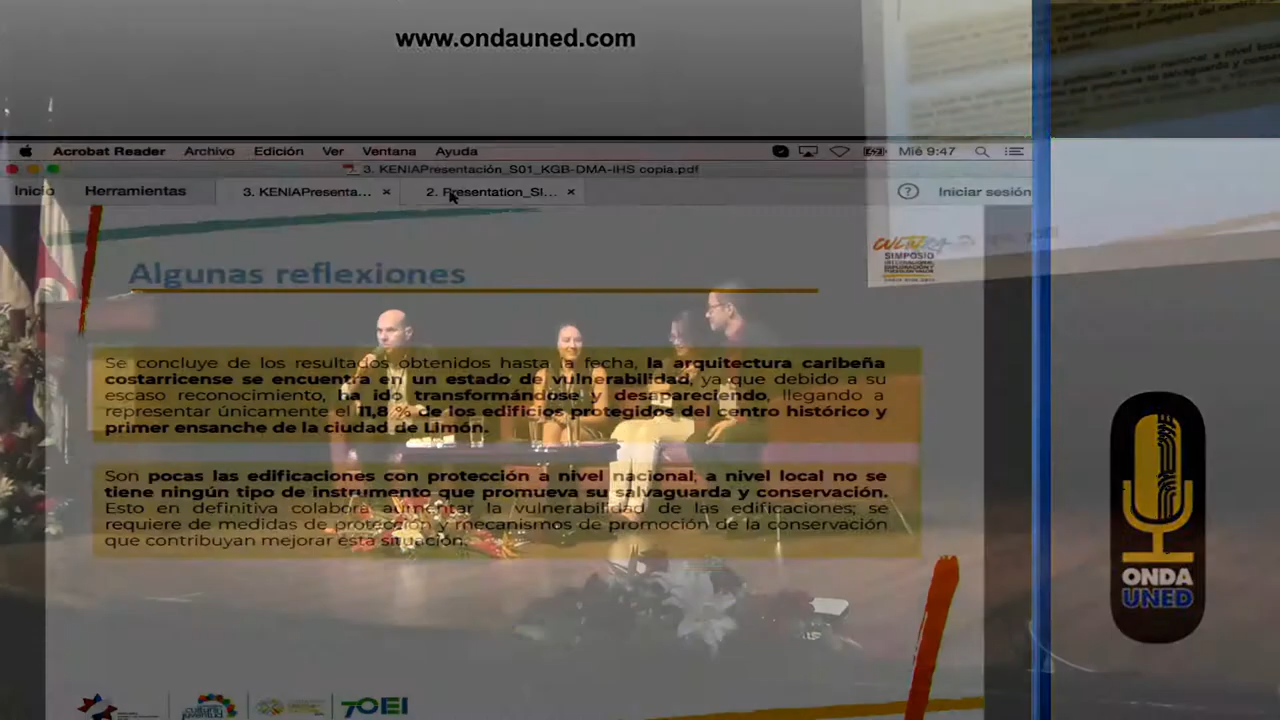 www.ondauned.com
Acrobat Reader Archivo Edición Ver Ventana Ayuda Mié 9:47
3. KENIAPresentación_S01_KGB-DMA-IHS copia.pdf
Inicio Herramientas 3. KENIAPresenta... × 2. Presentation_SI... × ? Iniciar sesión
CULTURA
SIMPOSIO
Algunas reflexiones
Se concluye de los resultados obtenidos hasta la fecha, la arquitectura caribeña
costarricense se encuentra en un estado de vulnerabilidad, ya que debido a su
escaso reconocimiento, ha ido transformándose y desapareciendo, llegando a
representar únicamente el 11,8 % de los edificios protegidos del centro histórico y
primer ensanche de la ciudad de Limón.
Son pocas las edificaciones con protección a nivel nacional; a nivel local no se
tiene ningún tipo de instrumento que promueva su salvaguarda y conservación.
Esto en definitiva colabora aumentar la vulnerabilidad de las edificaciones; se
requiere de medidas de protección y mecanismos de promoción de la conservación
que contribuyan mejorar esta situación.
ONDA
UNED
OEI